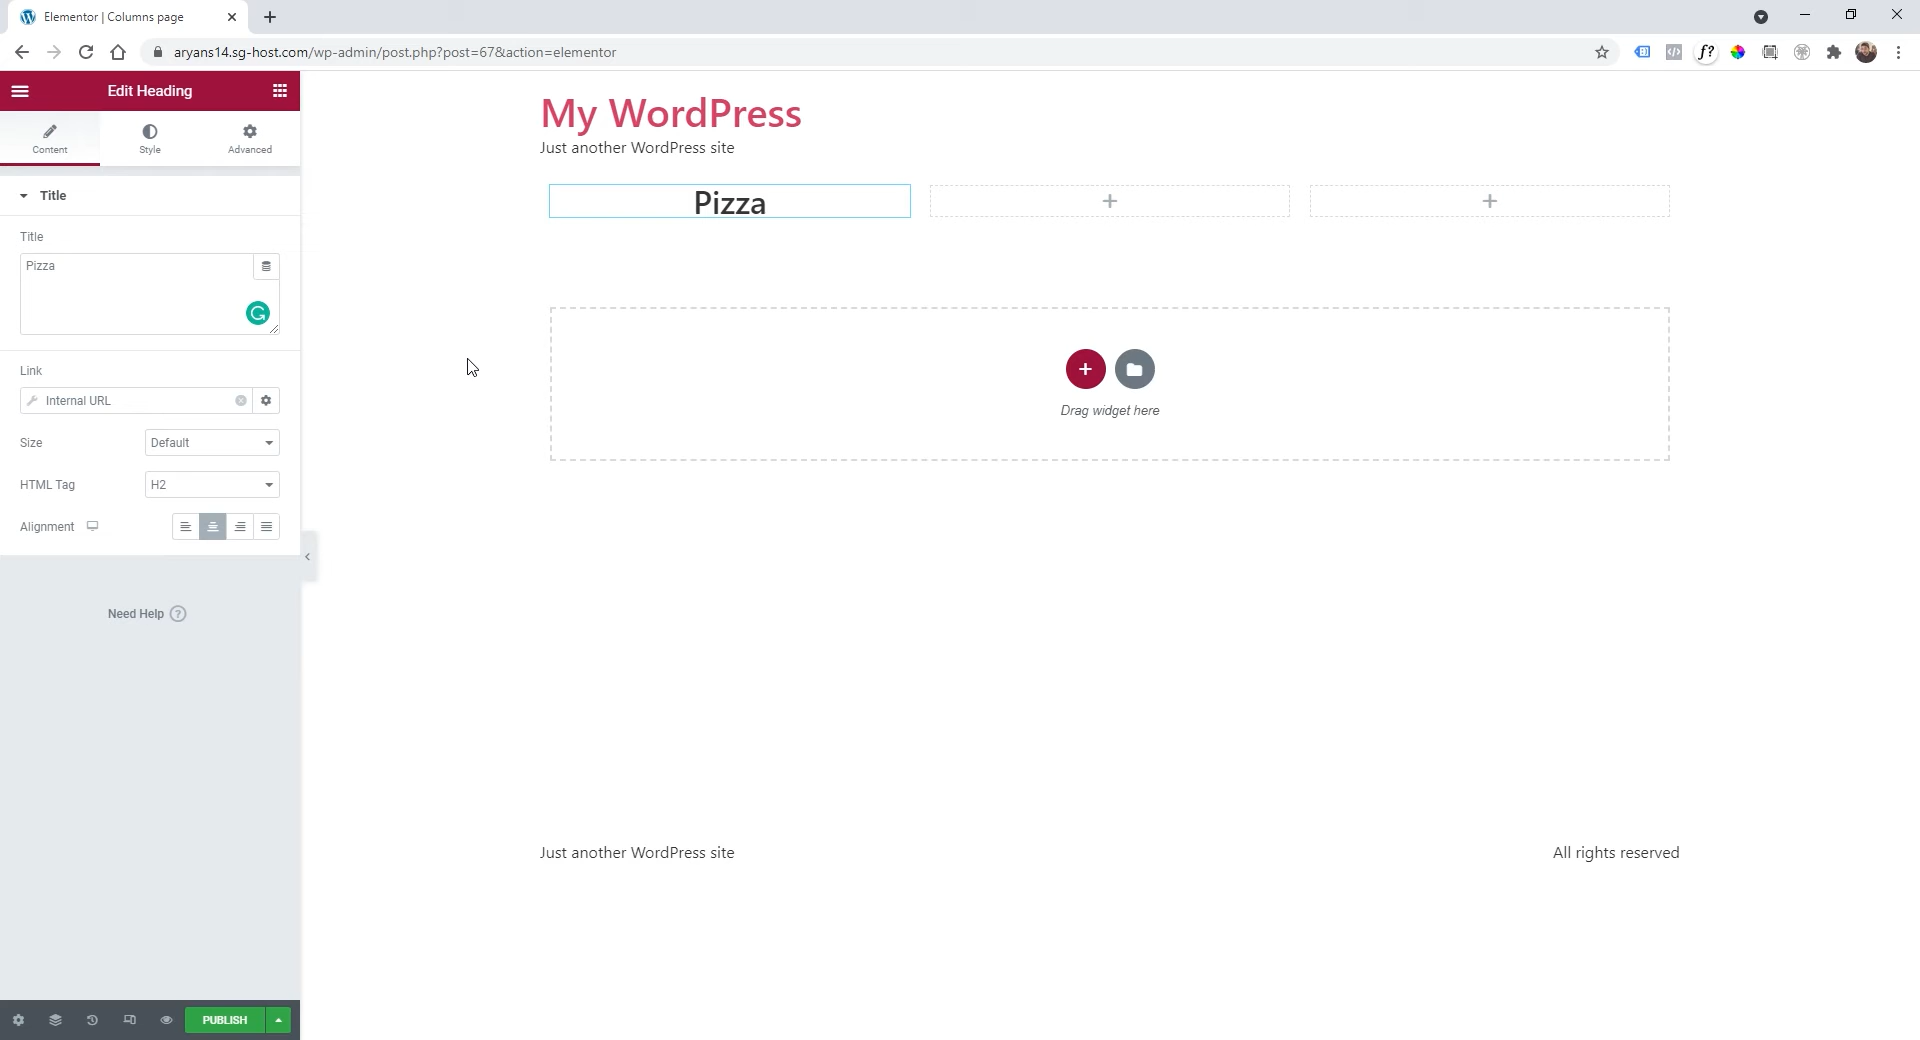 Elementor | Columns page
aryans14.sg-host.com/wp-admin/post.php?post=67&action=elementor
f?
Edit Heading
Content
Style
Advanced
Title
Title
Pizza
Link
Internal URL
Size
Default
HTML Tag
H2
Alignment
Need Help ?
PUBLISH
My WordPress
Just another WordPress site
Pizza
Drag widget here
Just another WordPress site
All rights reserved